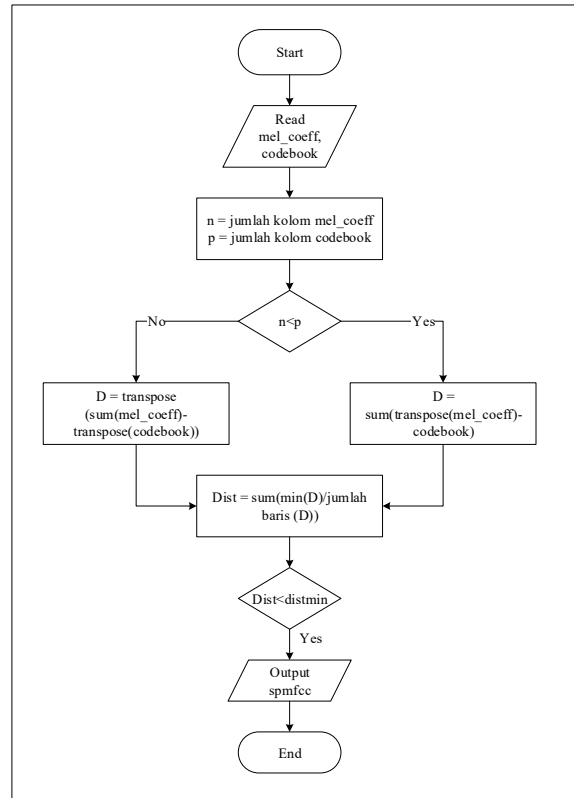 Start
Read
mel_coeff,
codebook
n = jumlah kolom mel_coeff
p = jumlah kolom codebook
n<p
No
Yes
D = transpose
(sum(mel_coeff)-
transpose(codebook))
D =
sum(transpose(mel_coeff)-
codebook)
Dist = sum(min(D)/jumlah
baris (D))
Dist<distmin
Yes
Output
spmfcc
End